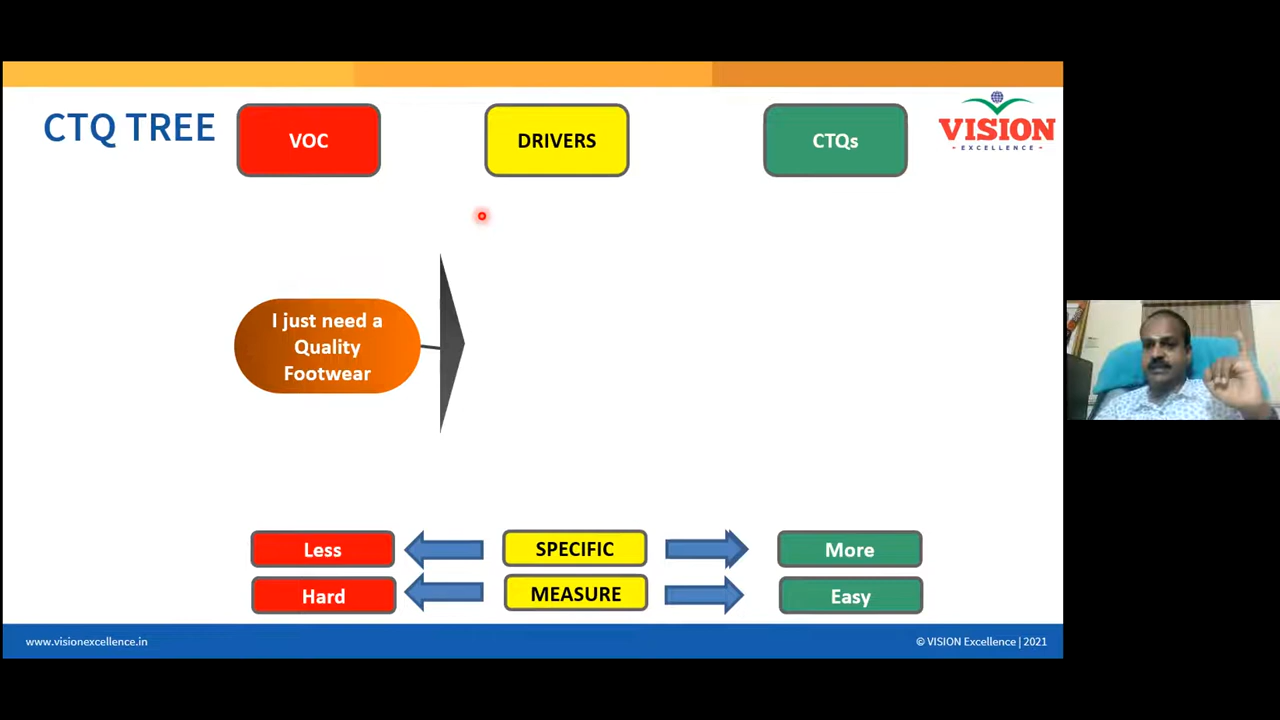 CTQ TREE
VOC
DRIVERS
CTQs
VISION
- EXCELLENCE -
I just need a
Quality
Footwear
Less
SPECIFIC
More
Hard
MEASURE
Easy
www.visionexcellence.in
© VISION Excellence | 2021